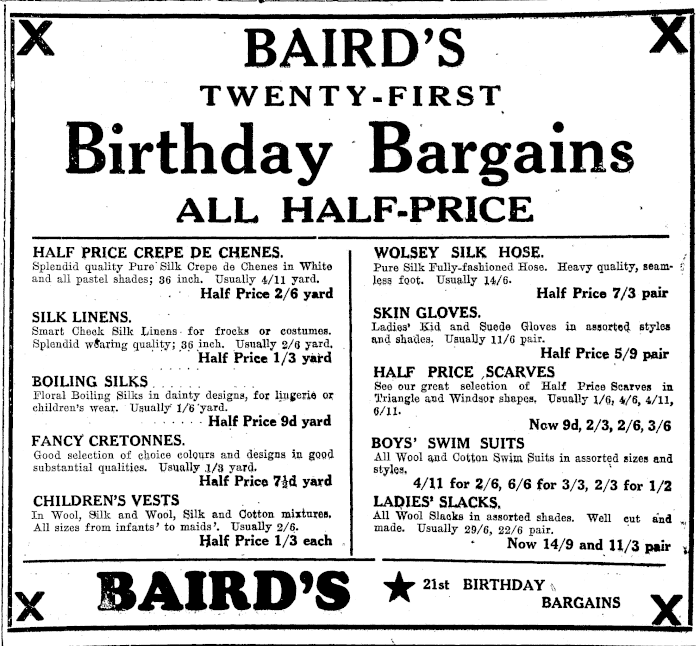 X X
BAIRD'S
TWENTY-FIRST
Birthday Bargains
ALL HALF-PRICE
HALF PRICE CREPE DE CHENES.
Splendid quality Pure Silk Crepe de Chenes in White
and all pastel shades; 36 inch. Usually 4/11 yard.
Half Price 2/6 yard
SILK LINENS.
Smart Check Silk Linens for frocks or costumes.
Splendid wearing quality; 36 inch. Usually 2/6 yard.
Half Price 1/3 yard
BOILING SILKS
Floral Boiling Silks in dainty designs, for lingerie or
children's wear. Usually 1/6 yard.
Half Price 9d yard
FANCY CRETONNES.
Good selection of choice colours and designs in good
substantial qualities. Usually 1/3 yard.
Half Price 7½d yard
CHILDREN'S VESTS
In Wool, Silk and Wool, Silk and Cotton mixtures.
All sizes from infants' to maids'. Usually 2/6.
Half Price 1/3 each
WOLSEY SILK HOSE.
Pure Silk Fully-fashioned Hose. Heavy quality, seam-
less foot. Usually 14/6.
Half Price 7/3 pair
SKIN GLOVES.
Ladies' Kid and Suede Gloves in assorted styles
and shades. Usually 11/6 pair.
Half Price 5/9 pair
HALF PRICE SCARVES
See our great selection of Half Price Scarves in
Triangle and Windsor shapes. Usually 1/6, 4/6, 4/11,
6/11.
Now 9d, 2/3, 2/6, 3/6
BOYS' SWIM SUITS
All Wool and Cotton Swim Suits in assorted sizes and
styles.
4/11 for 2/6, 6/6 for 3/3, 2/3 for 1/2
LADIES' SLACKS.
All Wool Slacks in assorted shades. Well cut and
made. Usually 29/6, 22/6 pair.
Now 14/9 and 11/3 pair
BAIRD'S ★ 21st BIRTHDAY
BARGAINS
X X